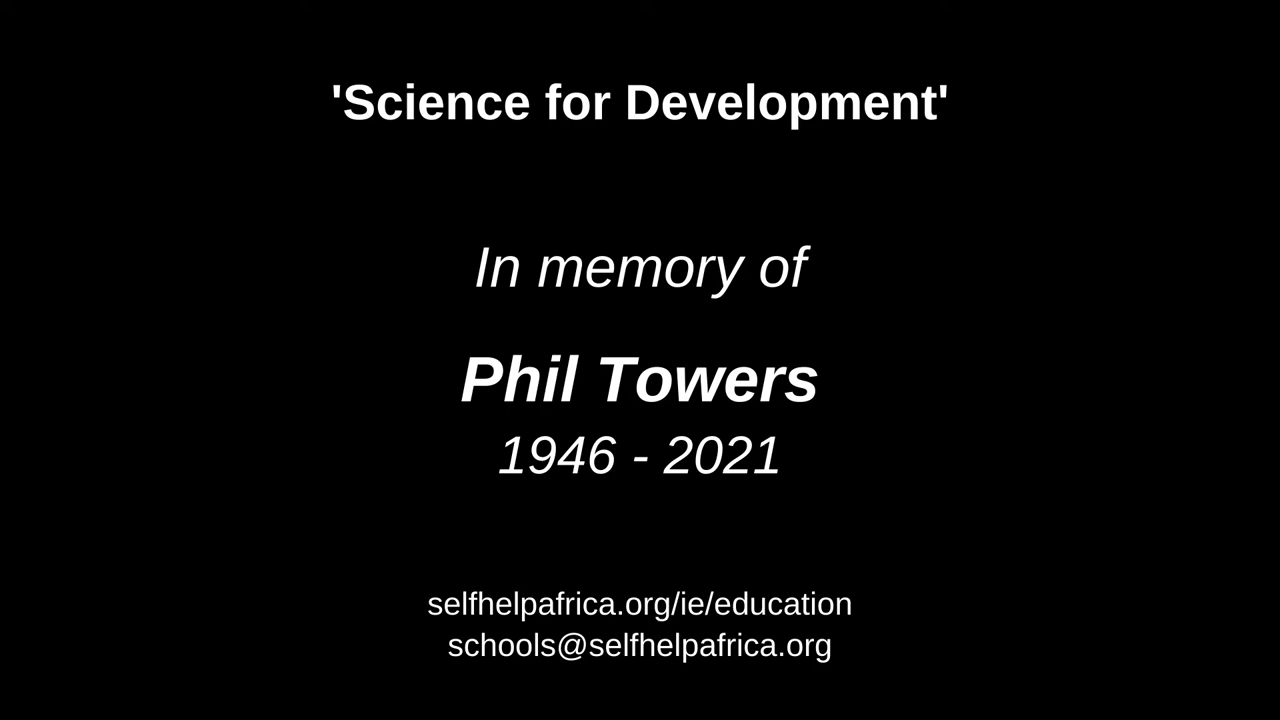 'Science for Development'
In memory of
Phil Towers
1946 - 2021
selfhelpafrica.org/ie/education
schools@selfhelpafrica.org